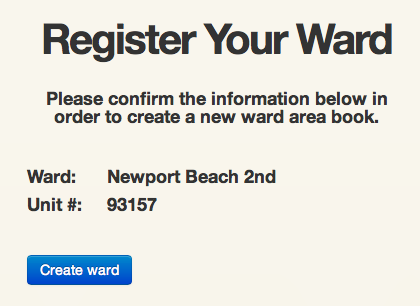 Register Your Ward
Please confirm the information below in
order to create a new ward area book.
Ward: Newport Beach 2nd
Unit #: 93157
Create ward